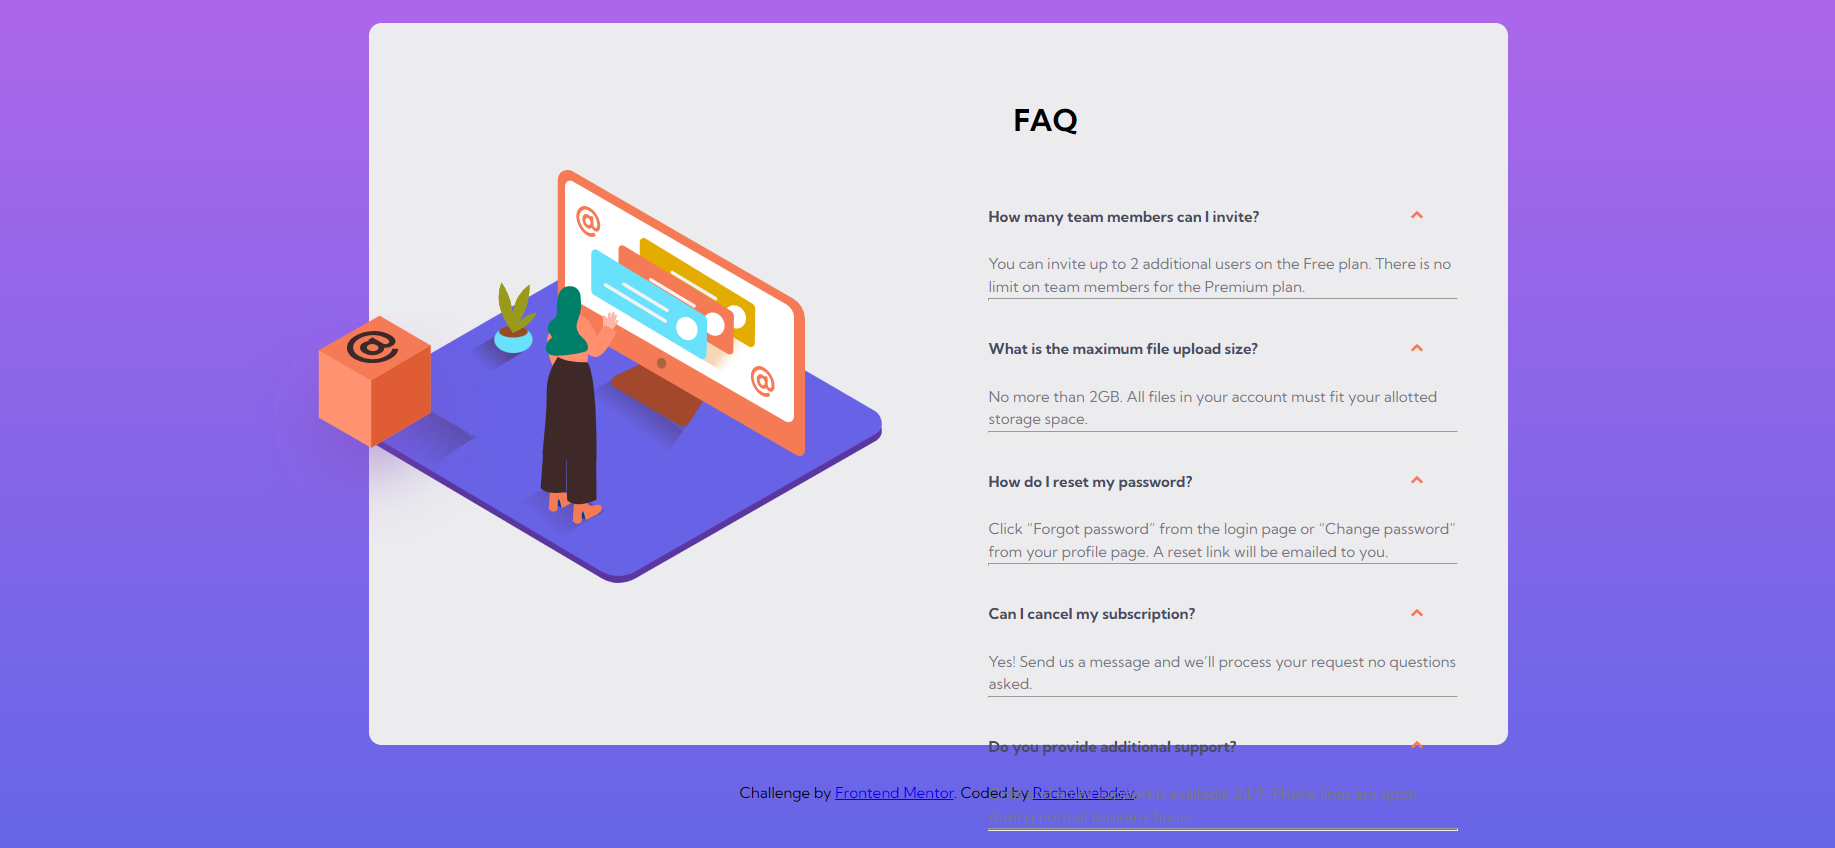 FAQ
How many team members can I invite?
You can invite up to 2 additional users on the Free plan. There is no
limit on team members for the Premium plan.
What is the maximum file upload size?
No more than 2GB. All files in your account must fit your allotted
storage space.
How do I reset my password?
Click “Forgot password” from the login page or “Change password”
from your profile page. A reset link will be emailed to you.
Can I cancel my subscription?
Yes! Send us a message and we’ll process your request no questions
asked.
Do you provide additional support?
Challenge by Frontend Mentor. Coded by
available 24/7. Phone lines are open
during normal business hours.